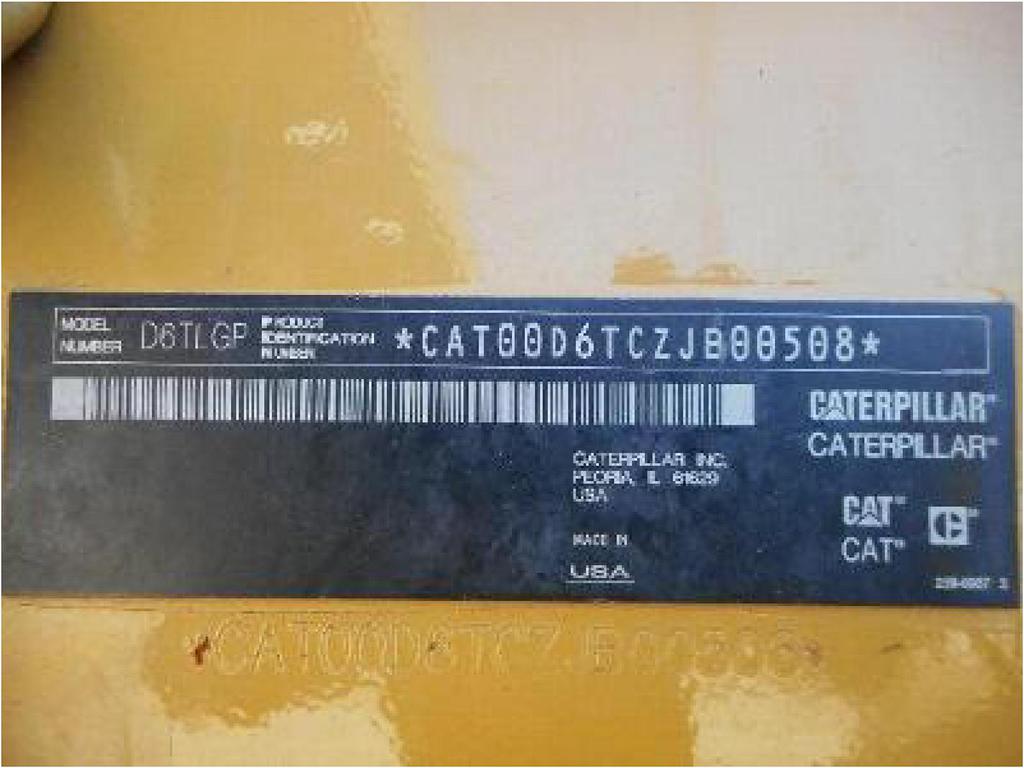 MODEL NUMBER D6TLGP PRODUCT IDENTIFICATION NUMBER *CAT00D6TCZJB00508*
CATERPILLAR®
CATERPILLAR®
CATERPILLAR INC.
PEORIA, IL 61629
USA
CAT®
CAT®
MADE IN
USA